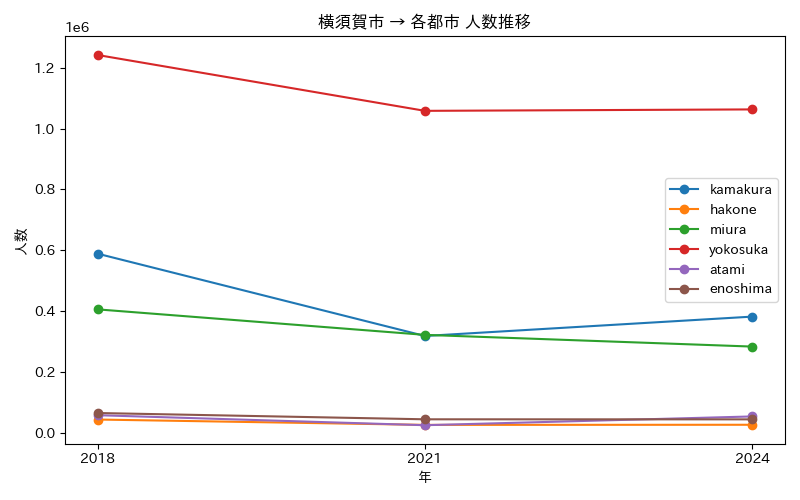 横須賀市 → 各都市 人数推移
1e6
1.2
1.0
0.8
0.6
0.4
0.2
0.0
人数
kamakura
hakone
miura
yokosuka
atami
enoshima
2018 2021 2024
年